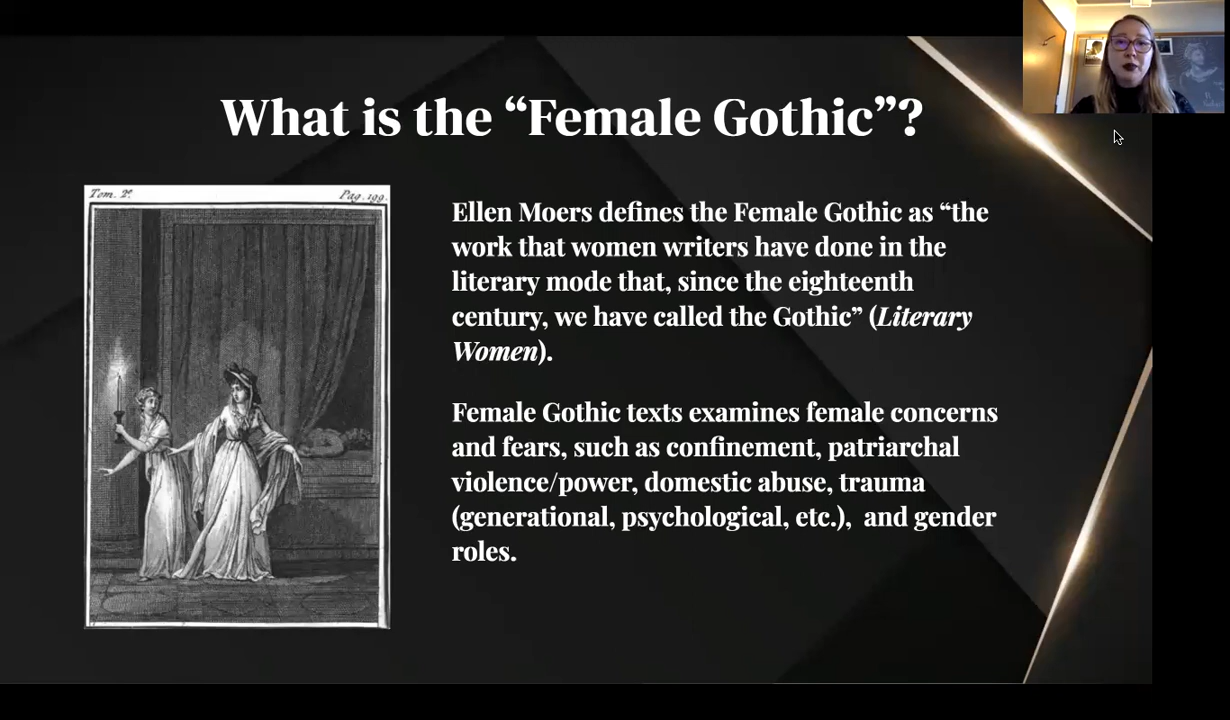 What is the “Female Gothic”?
Tom. 2e.
Pag. 199.
Ellen Moers defines the Female Gothic as “the
work that women writers have done in the
literary mode that, since the eighteenth
century, we have called the Gothic” (Literary
Women).
Female Gothic texts examines female concerns
and fears, such as confinement, patriarchal
violence/power, domestic abuse, trauma
(generational, psychological, etc.),  and gender
roles.